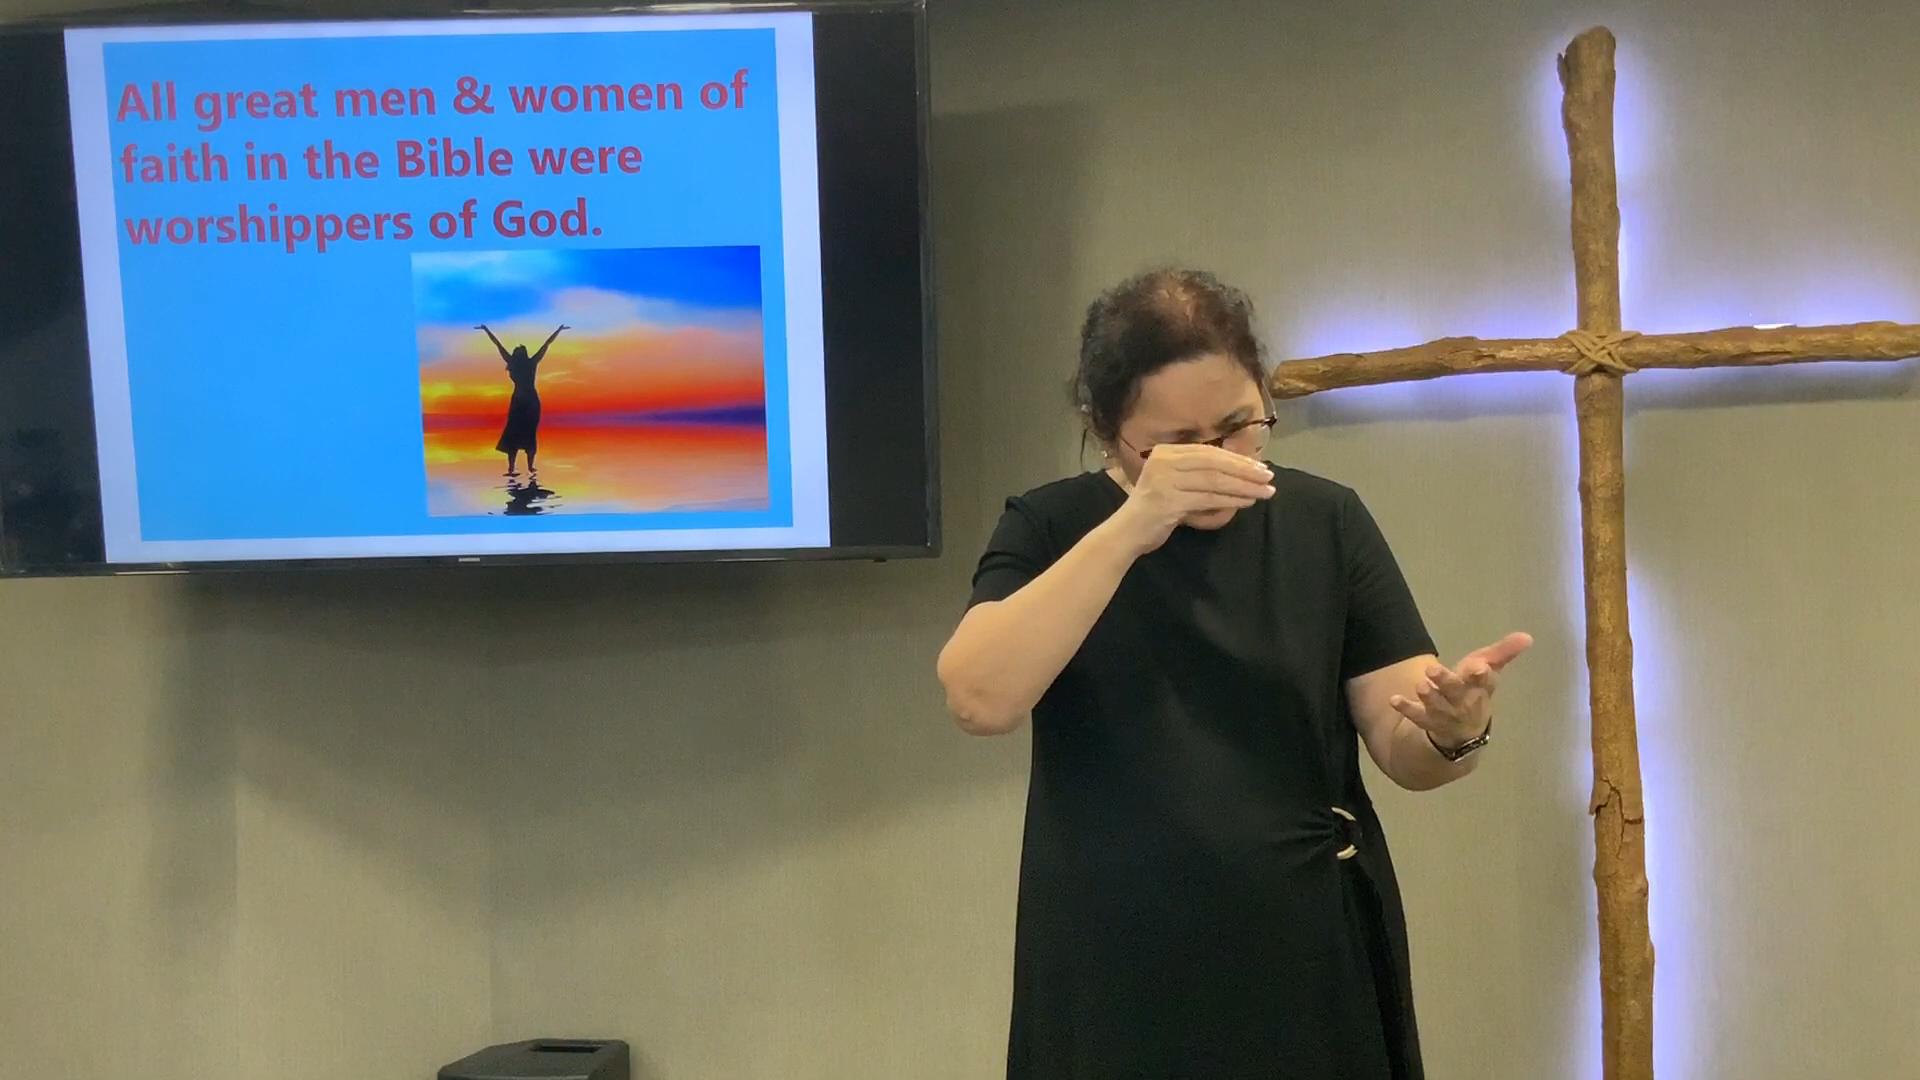 All great men & women of
faith in the Bible were
worshippers of God.